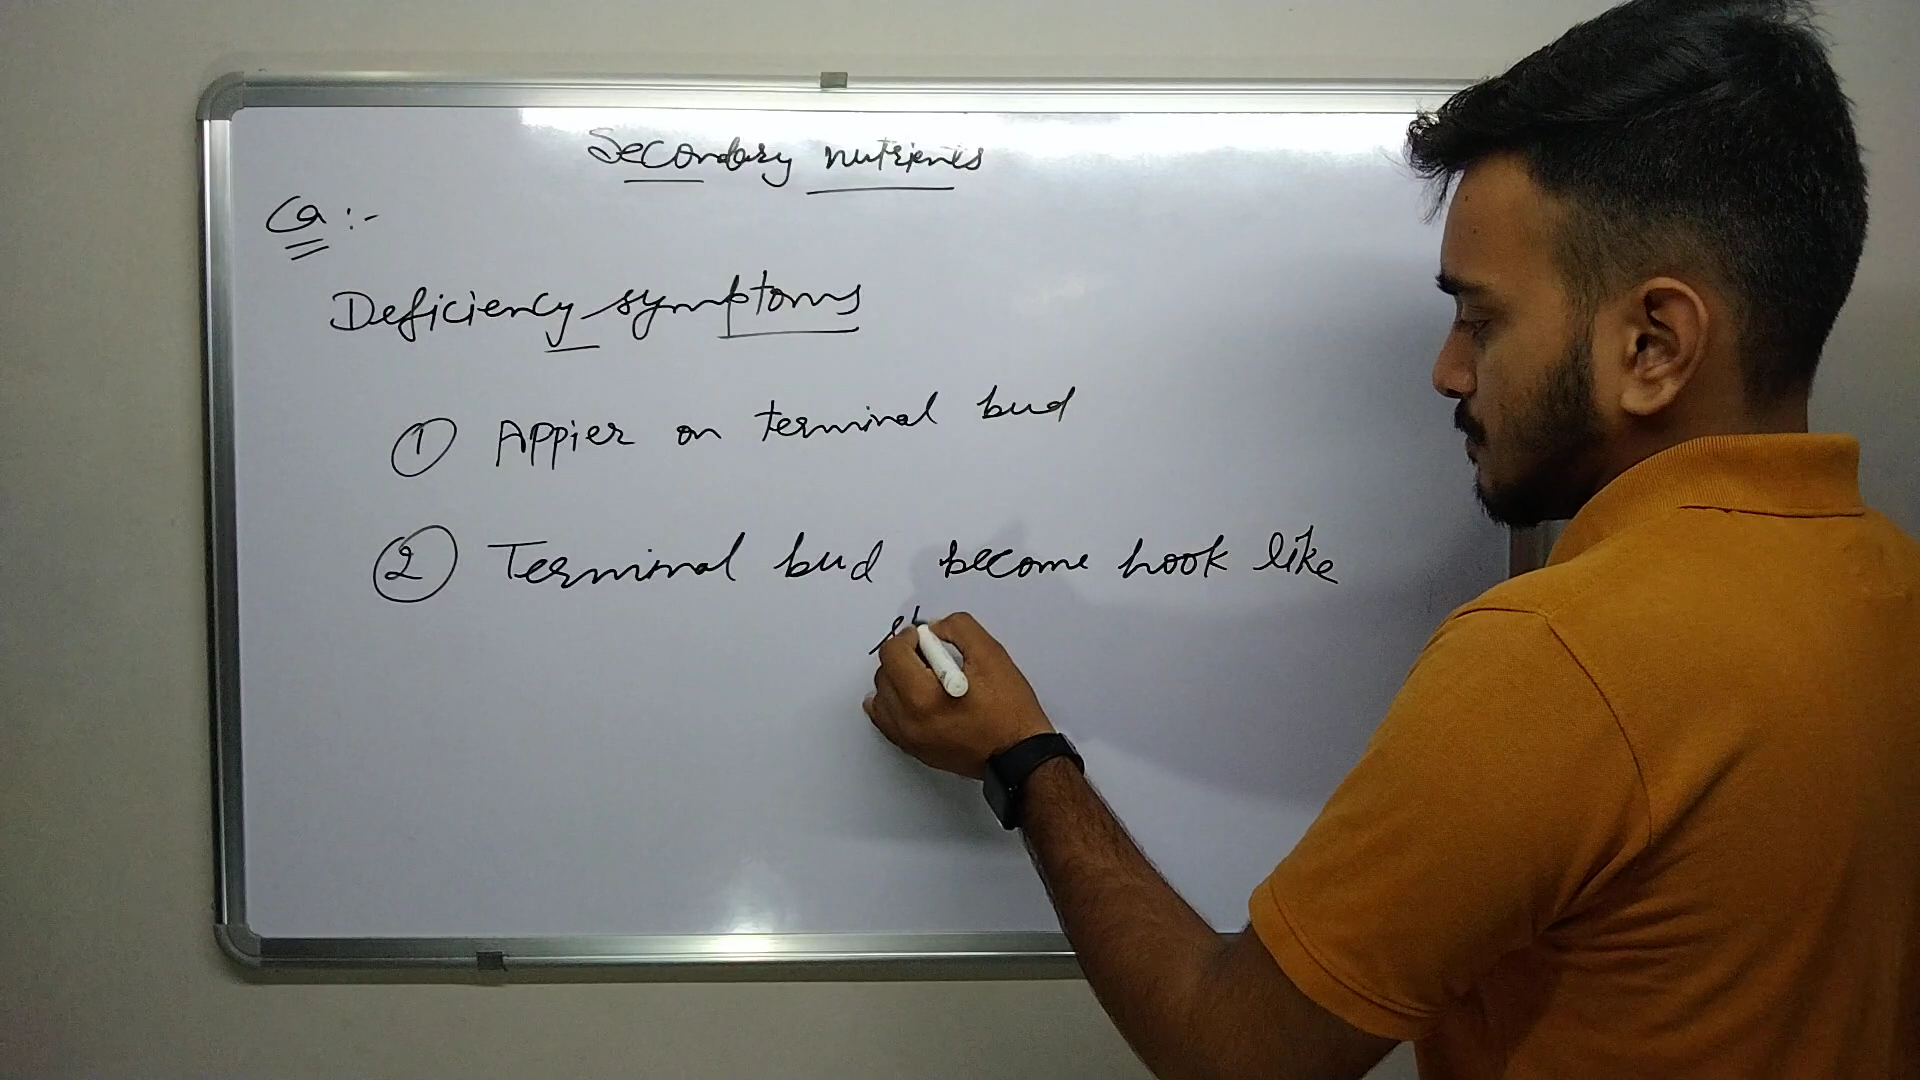 Secondary nutrients
Ca :-
Deficiency symptoms
① Appier on terminal bud
② Terminal bud become hook like